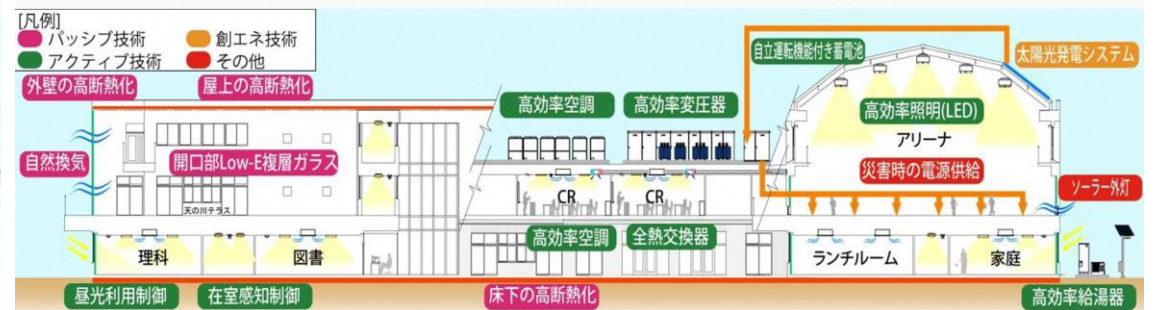 [凡例]
パッシブ技術 創エネ技術
アクティブ技術 その他
外壁の高断熱化 屋上の高断熱化
自立運転機能付き蓄電池 太陽光発電システム
高効率空調 高効率変圧器
高効率照明(LED)
アリーナ
自然換気 開口部Low-E複層ガラス
災害時の電源供給
ソーラー外灯
CR CR
天の川テラス
高効率空調 全熱交換器
理科 図書 ランチルーム 家庭
昼光利用制御 在室感知制御 床下の高断熱化 高効率給湯器